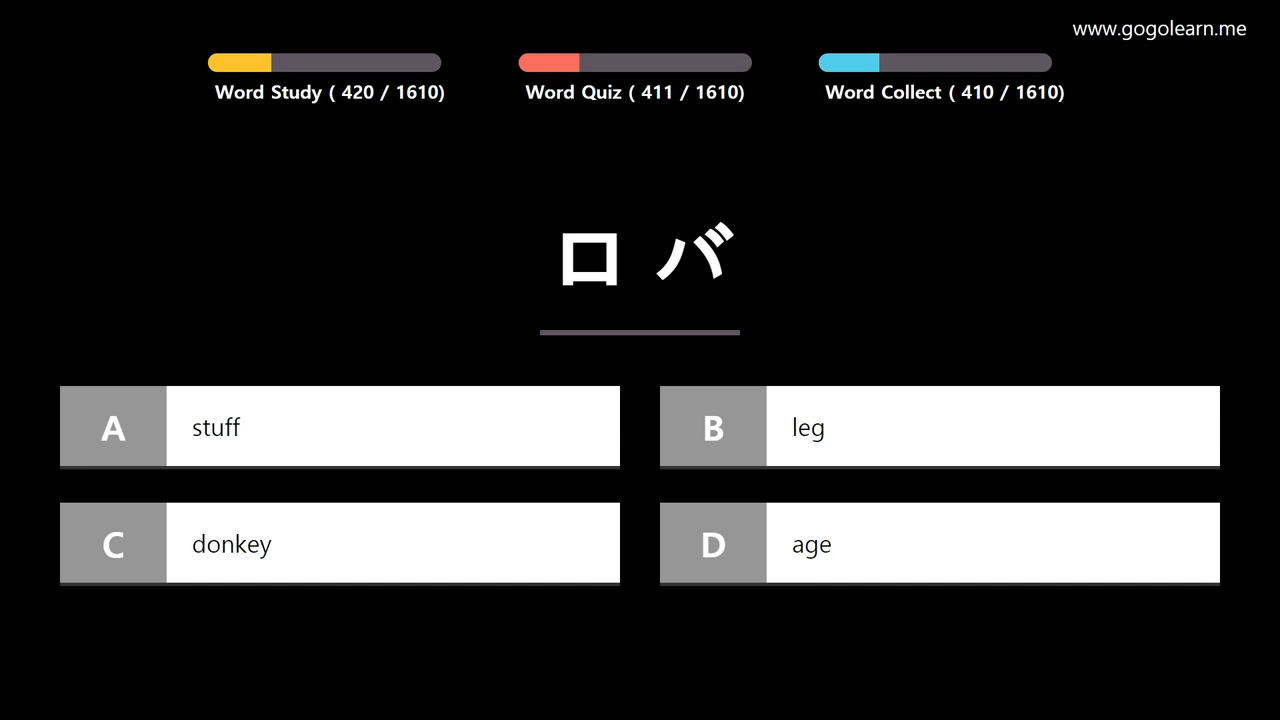 www.gogolearn.me
Word Study ( 420 / 1610)
Word Quiz ( 411 / 1610)
Word Collect ( 410 / 1610)
ロバ
A
stuff
B
leg
C
donkey
D
age